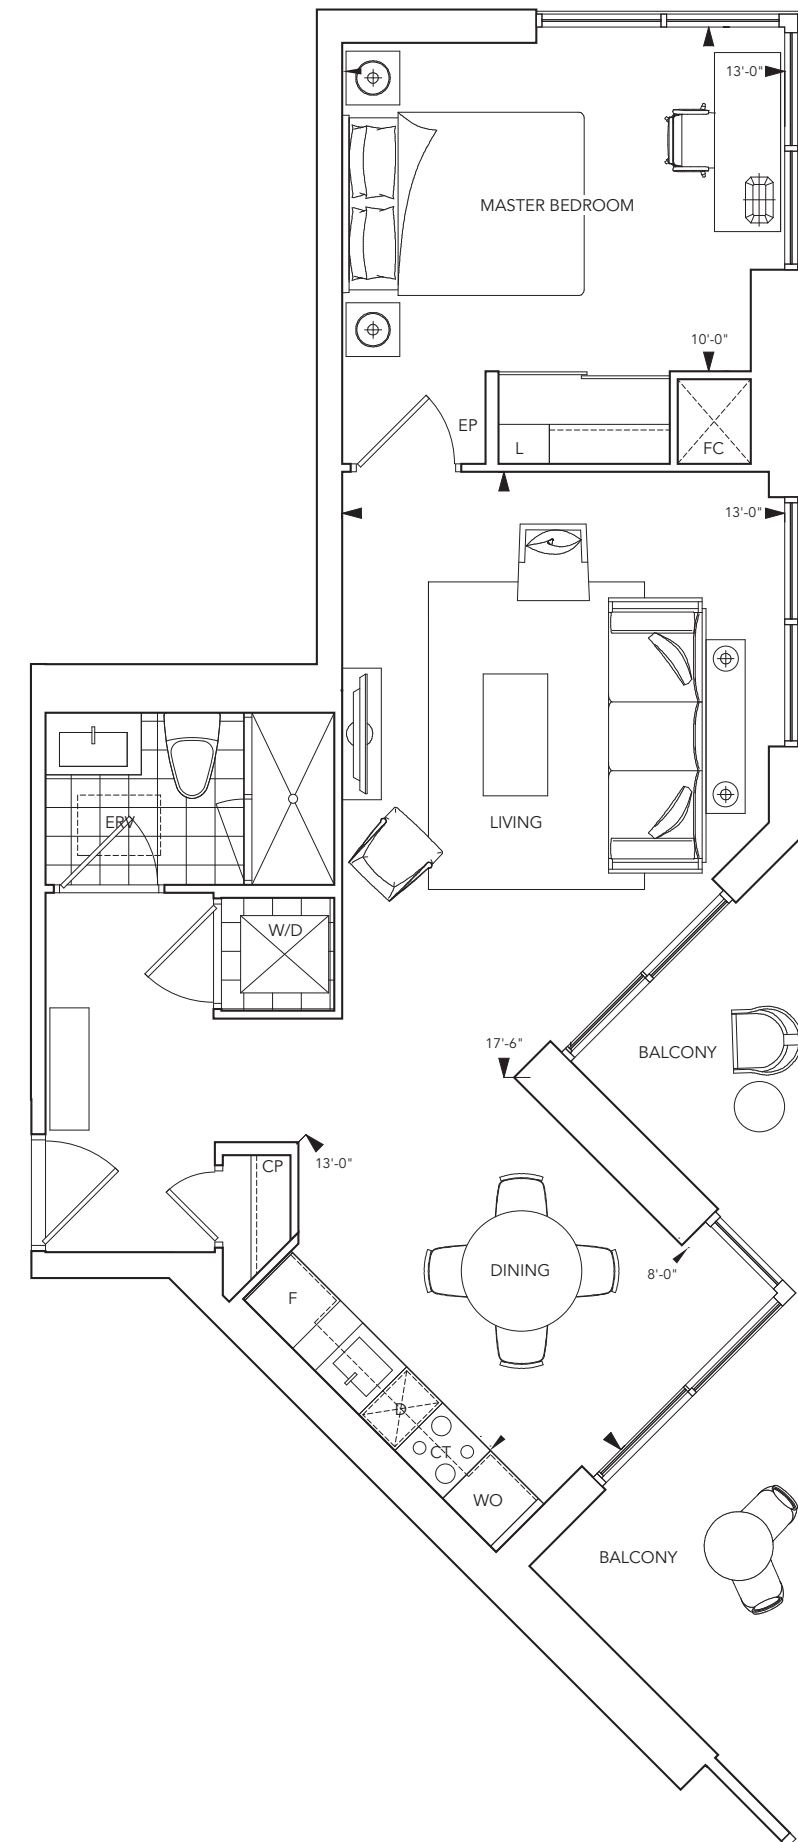 13'-0"
MASTER BEDROOM
10'-0"
EP
L
FC
13'-0"
ERV
LIVING
W/D
17'-6"
BALCONY
CP
13'-0"
DINING
8'-0"
F
D
CT
WO
BALCONY